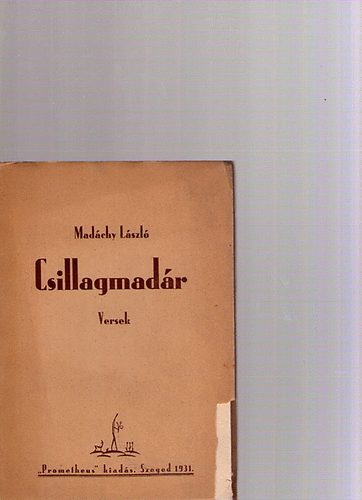 Madáchy László
Csillagmadár
Versek
„Prometheus" kiadás. Szeged 1931.